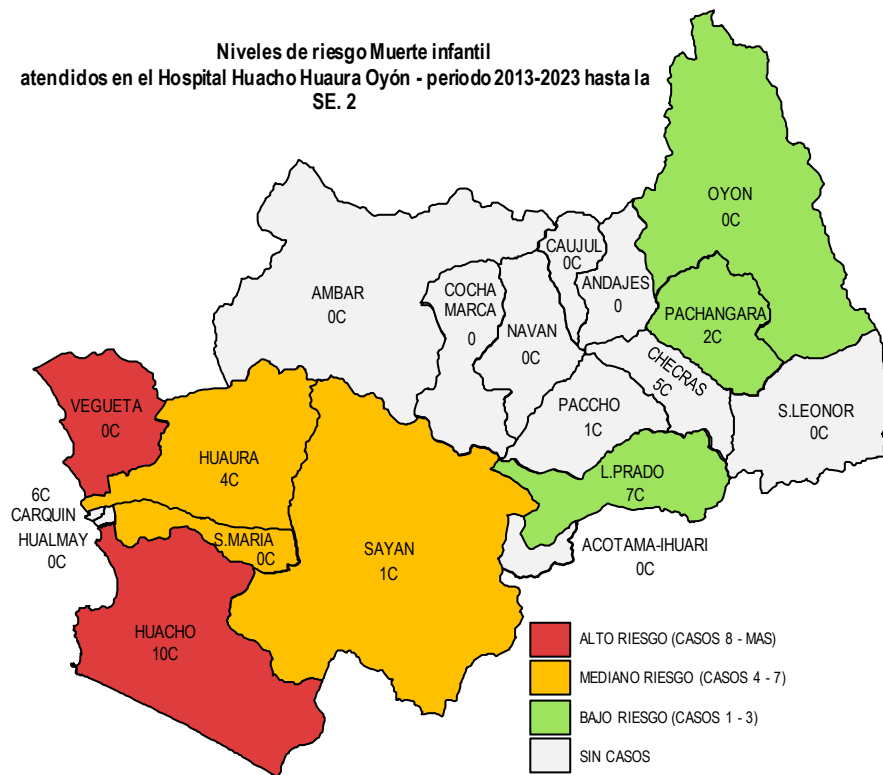 Niveles de riesgo Muerte infantil
atendidos en el Hospital Huacho Huaura Oyón - periodo 2013-2023 hasta la
SE. 2
OYON
0C
CAUJUL
0C
ANDAJES
0
AMBAR
0C
COCHA
MARCA
0
NAVAN
0C
PACHANGARA
2C
CHECRAS
5C
VEGUETA
0C
PACCHO
1C
S.LEONOR
0C
HUAURA
4C
L.PRADO
7C
6C
CARQUIN
HUALMAY
0C
S.MARIA
0C
SAYAN
1C
ACOTAMA-IHUARI
0C
HUACHO
10C
ALTO RIESGO (CASOS 8 - MAS)
MEDIANO RIESGO (CASOS 4 - 7)
BAJO RIESGO (CASOS 1 - 3)
SIN CASOS